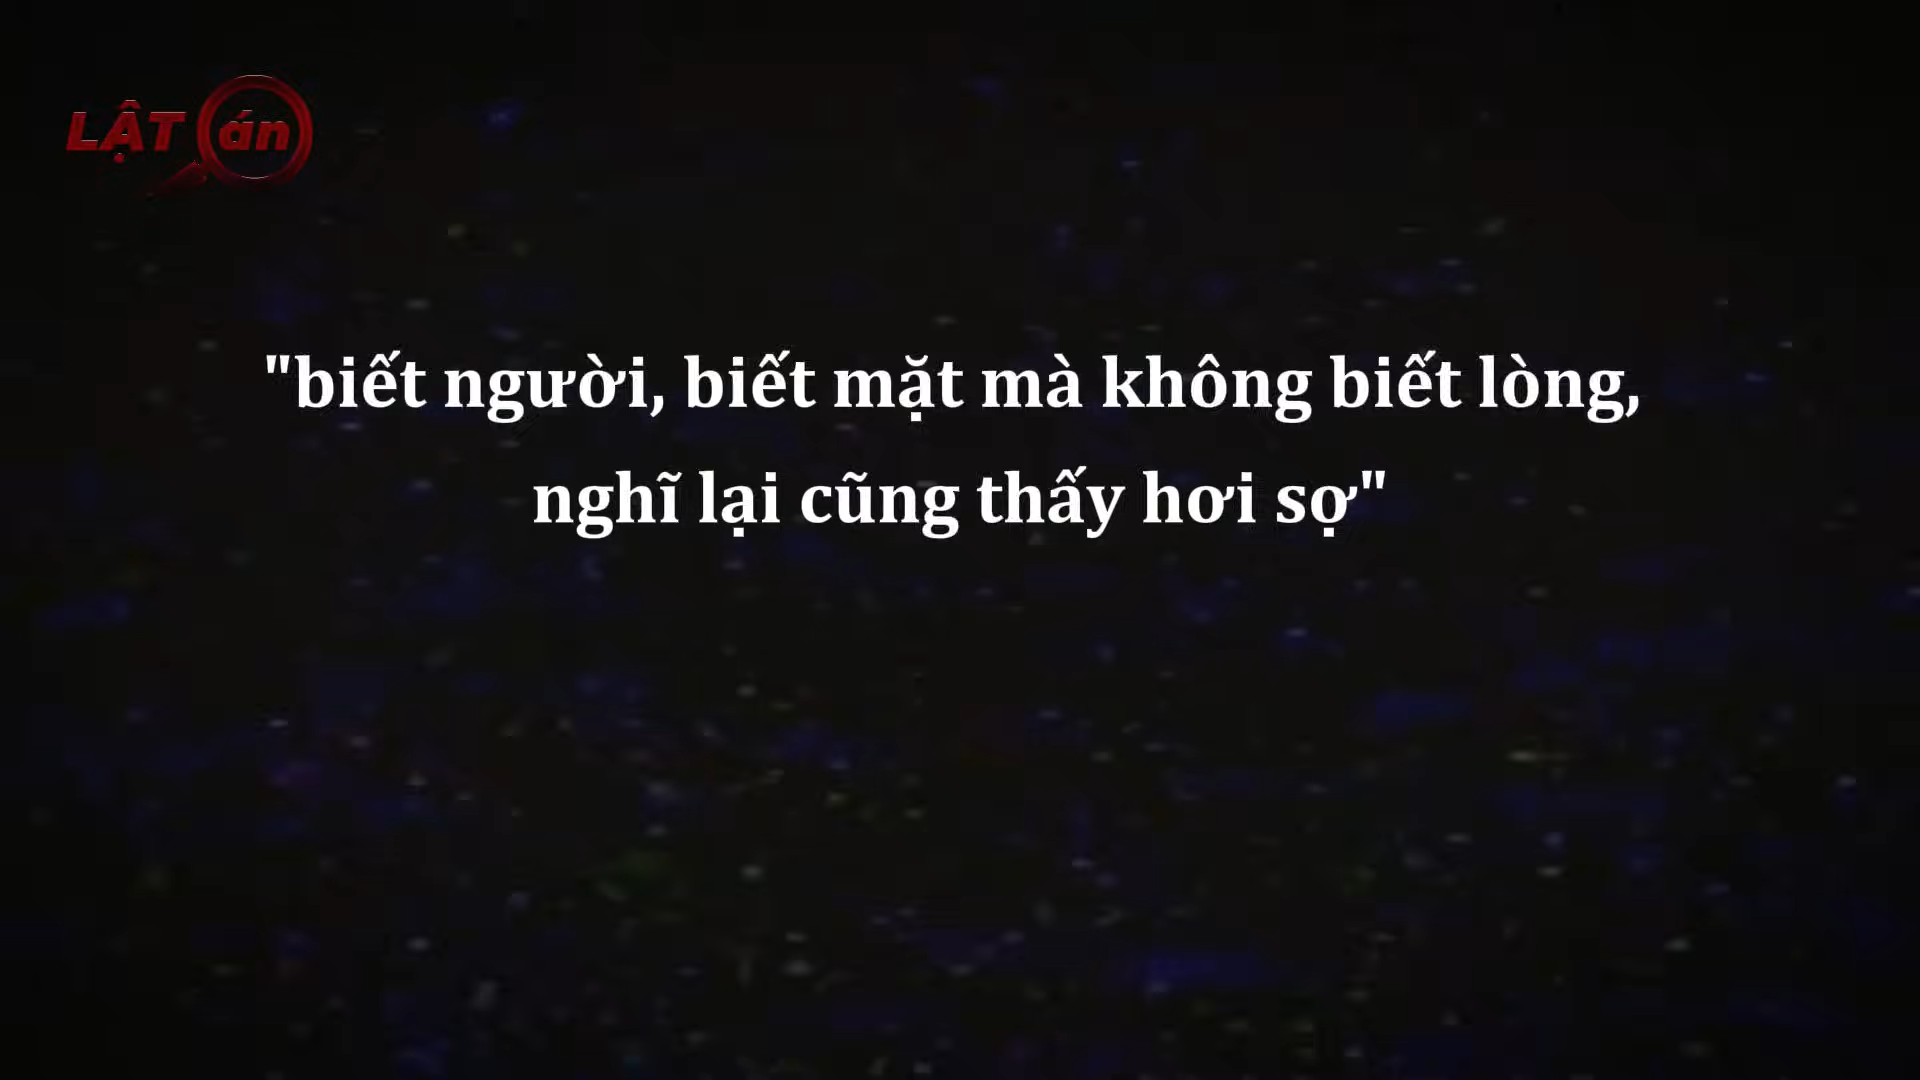 LẬT án
"biết người, biết mặt mà không biết lòng,
nghĩ lại cũng thấy hơi sợ"